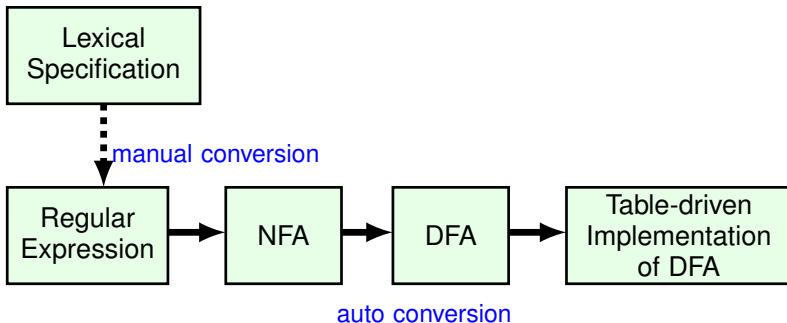 Lexical
Specification
manual conversion
Regular
Expression
NFA
DFA
Table-driven
Implementation
of DFA
auto conversion